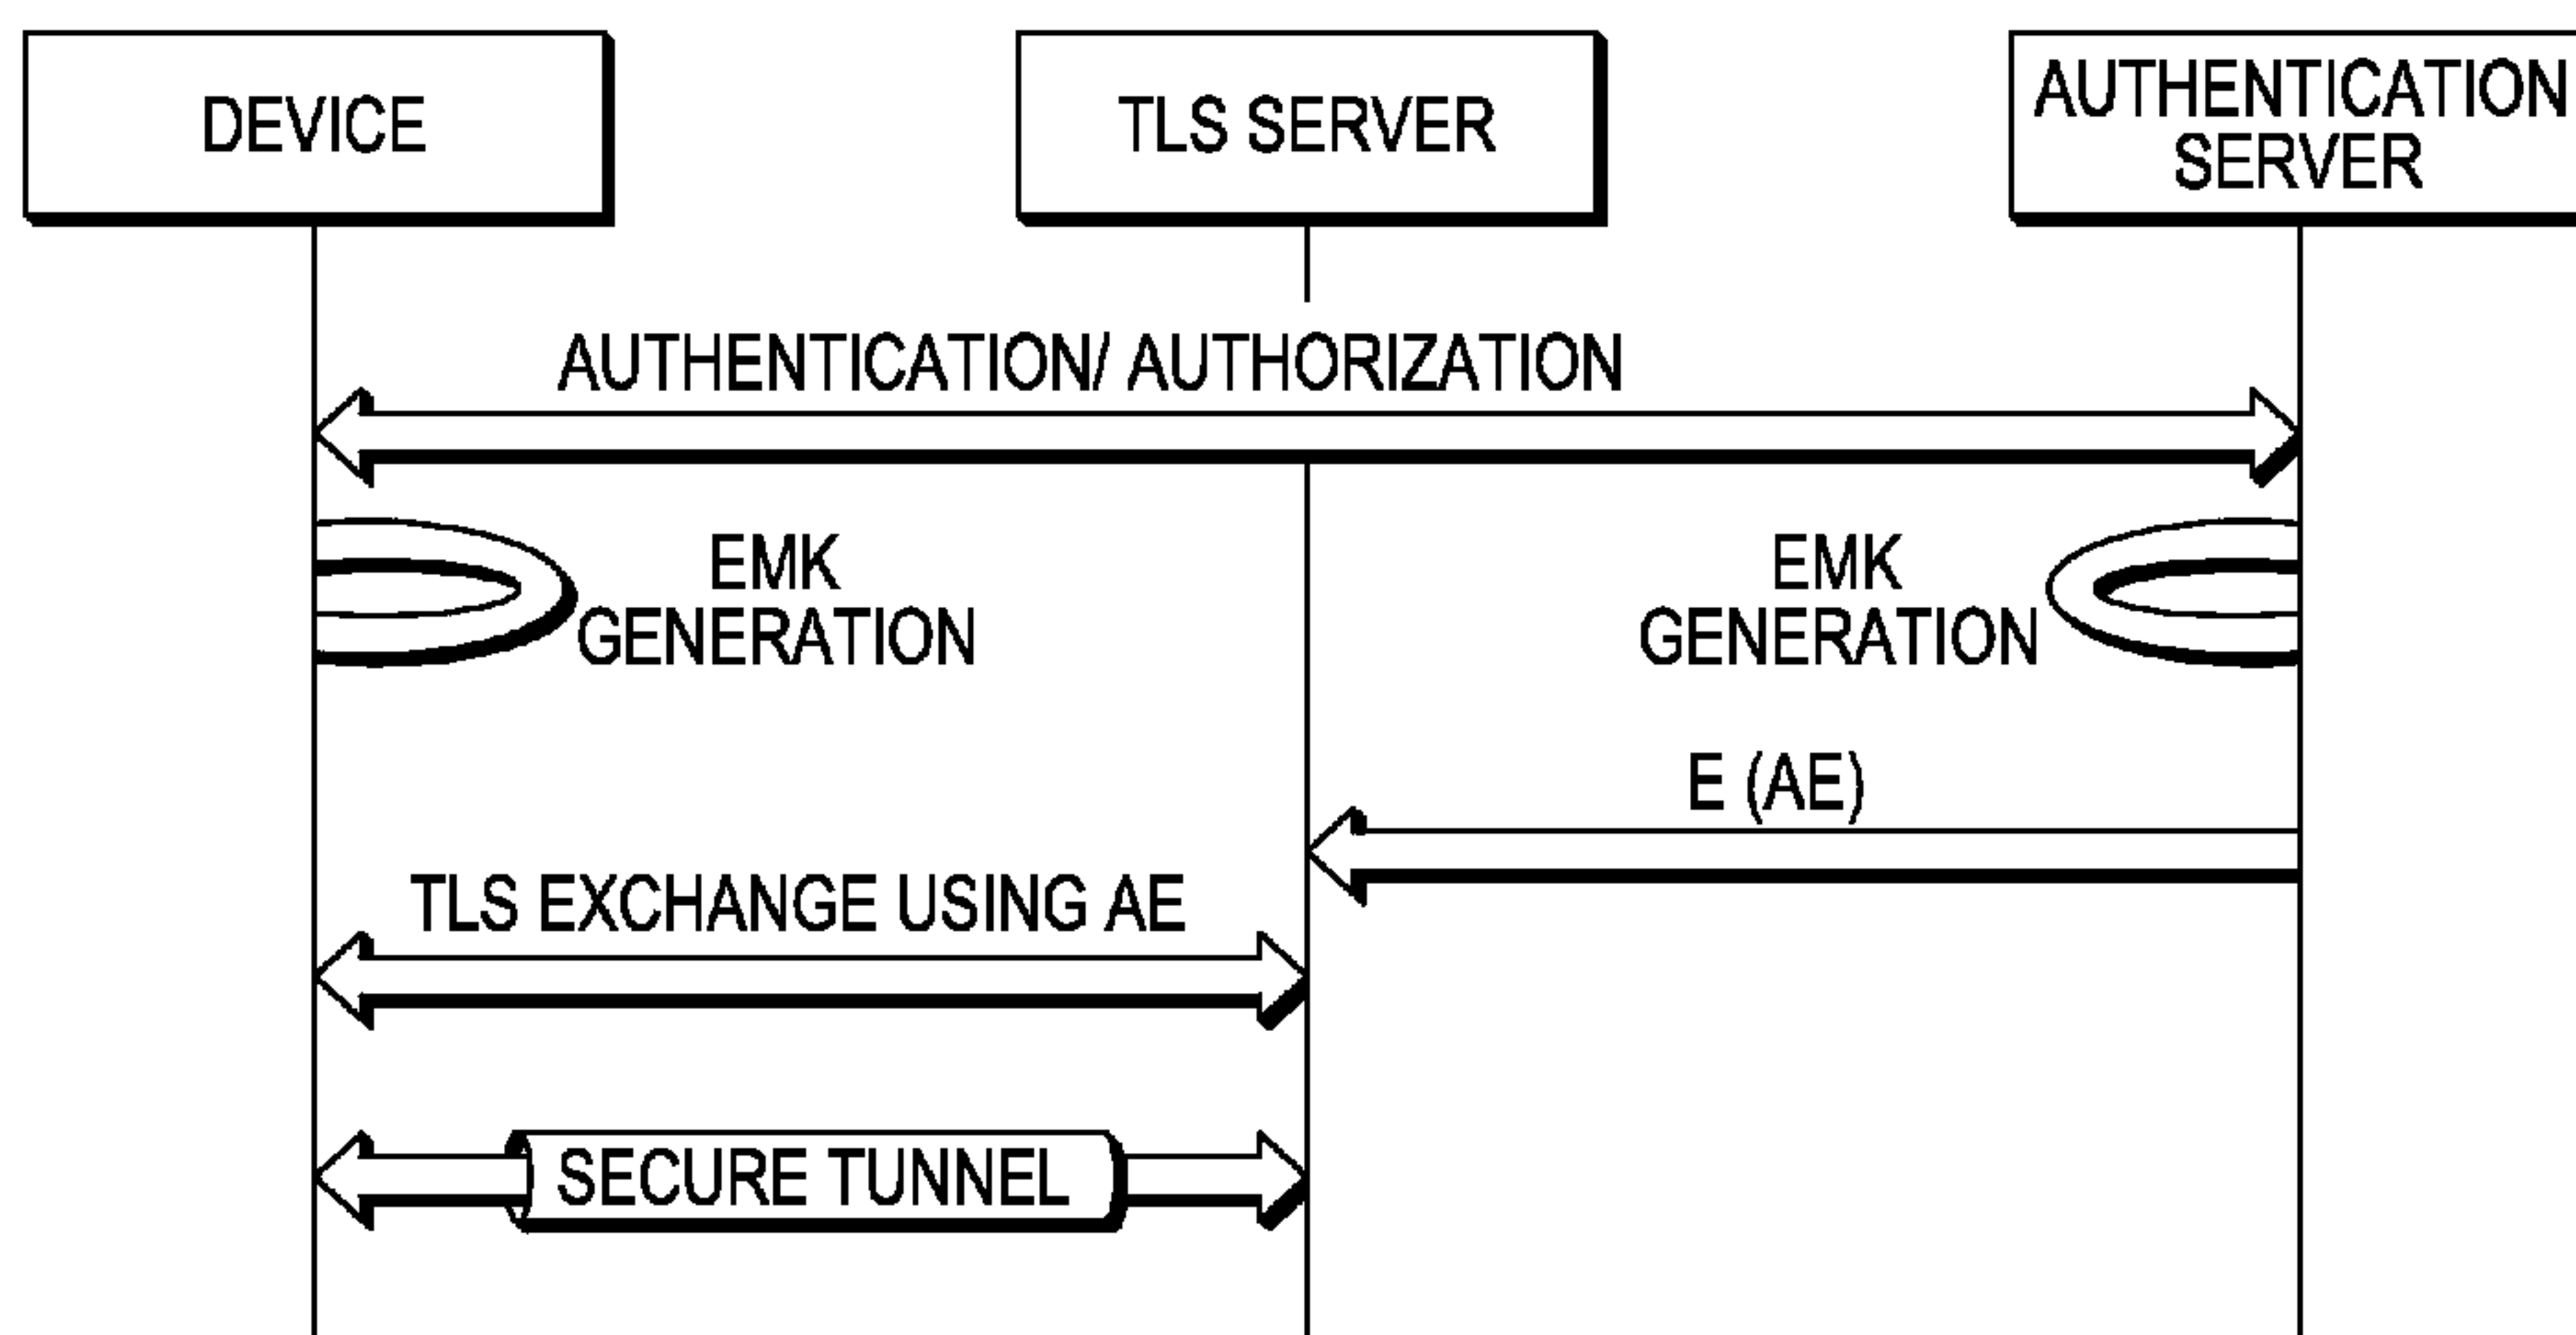 DEVICE
TLS SERVER
AUTHENTICATION
SERVER
AUTHENTICATION/ AUTHORIZATION
EMK
GENERATION
EMK
GENERATION
E (AE)
TLS EXCHANGE USING AE
SECURE TUNNEL